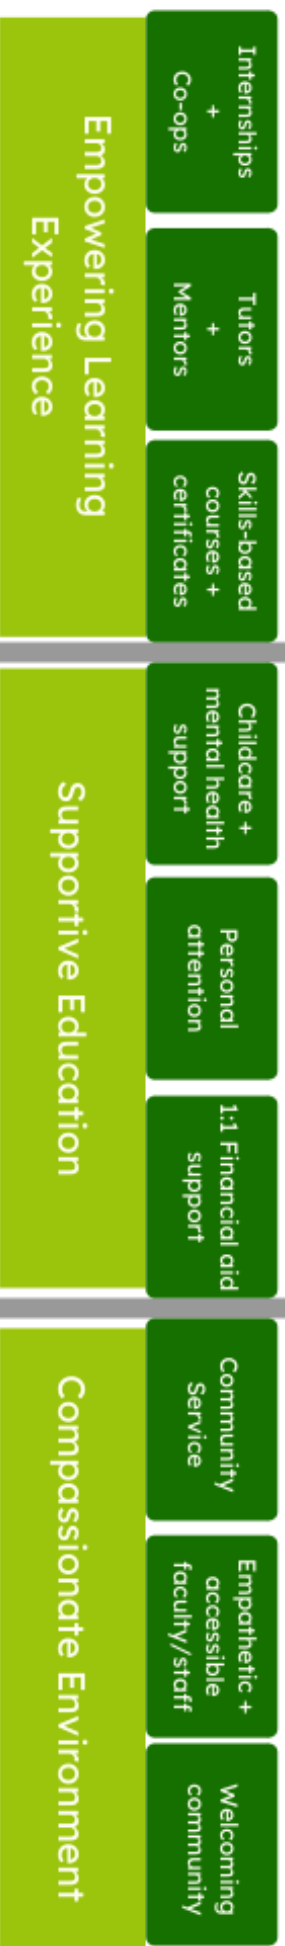 Internships
+
Co-ops
Tutors
+
Mentors
Skills-based
courses +
certificates
Empowering Learning
Experience
Childcare +
mental health
support
Personal
attention
1:1 Financial aid
support
Supportive Education
Community
Service
Empathetic +
accessible
faculty/staff
Welcoming
community
Compassionate Environment